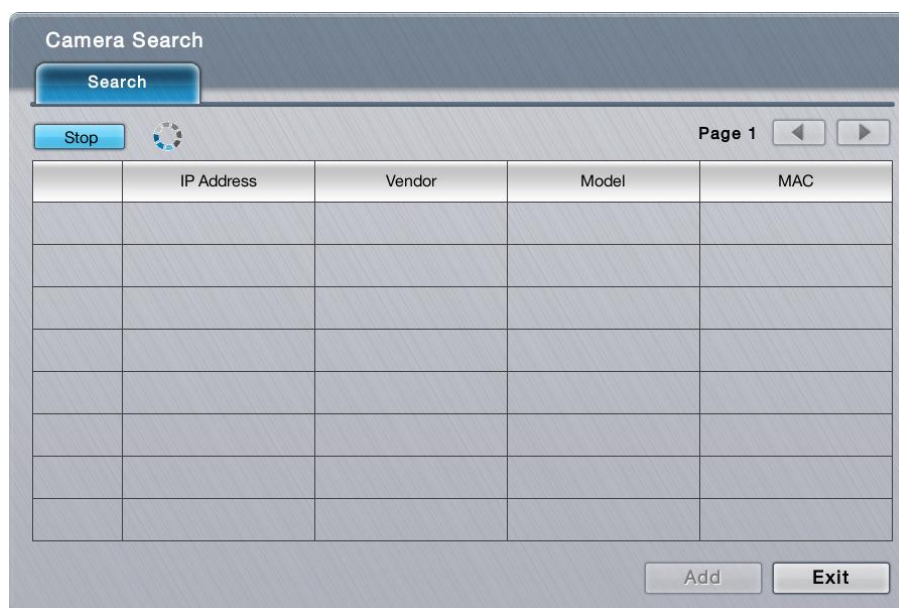 Camera Search
Search
Stop
Page 1
IP Address Vendor Model MAC
Add Exit